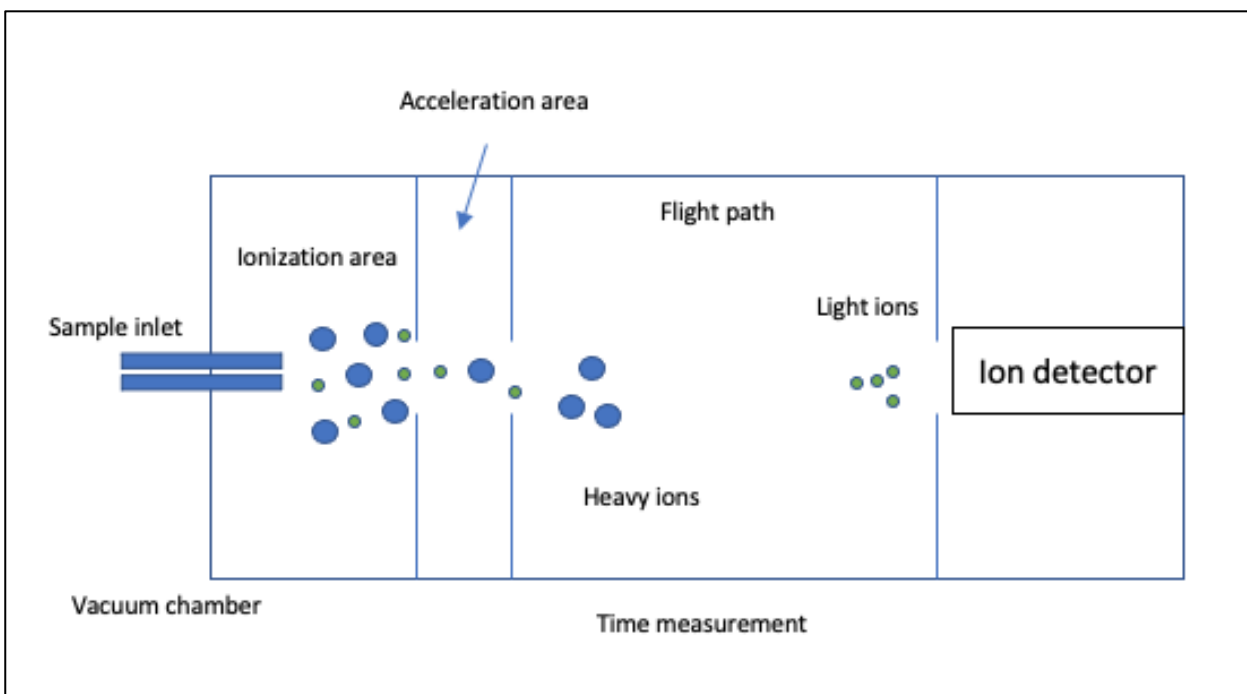 Acceleration area
Flight path
Ionization area
Light ions
Sample inlet
Ion detector
Heavy ions
Vacuum chamber
Time measurement